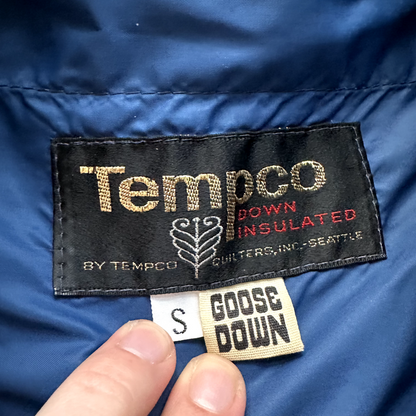 Tempco
DOWN
INSULATED
BY TEMPCO QUILTERS, INC.-SEATTLE
S
GOOSE
DOWN